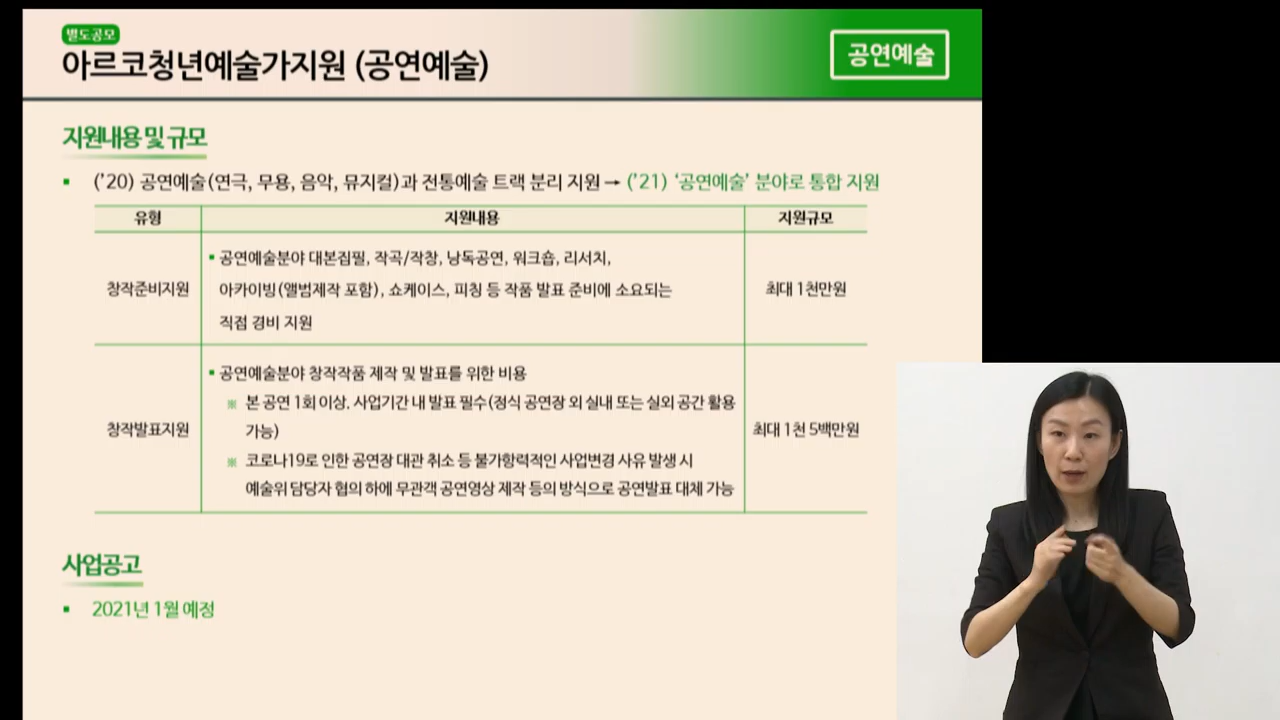 별도공모
아르코청년예술가지원 (공연예술)
공연예술
지원내용 및 규모
▪ (’20) 공연예술(연극, 무용, 음악, 뮤지컬)과 전통예술 트랙 분리 지원 → (’21) ‘공연예술’ 분야로 통합 지원
유형 지원내용 지원규모
창작준비지원
▪ 공연예술분야 대본집필, 작곡/작창, 낭독공연, 워크숍, 리서치,
아카이빙(앨범제작 포함), 쇼케이스, 피칭 등 작품 발표 준비에 소요되는
직접 경비 지원
최대 1천만원
창작발표지원
▪ 공연예술분야 창작작품 제작 및 발표를 위한 비용
※ 본 공연 1회 이상. 사업기간 내 발표 필수(정식 공연장 외 실내 또는 실외 공간 활용
가능)
※ 코로나19로 인한 공연장 대관 취소 등 불가항력적인 사업변경 사유 발생 시
예술위 담당자 협의 하에 무관객 공연영상 제작 등의 방식으로 공연발표 대체 가능
최대 1천 5백만원
사업공고
▪ 2021년 1월 예정